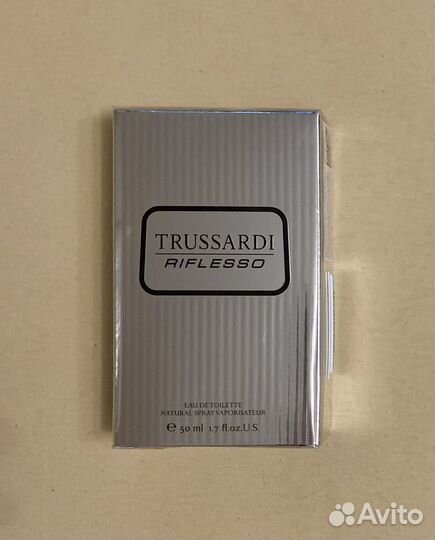 TRUSSARDI
RIFLESSO
EAU DE TOILETTE
NATURAL SPRAY VAPORISATEUR
e 50 ml 1.7 fl.oz.U.S.
Avito